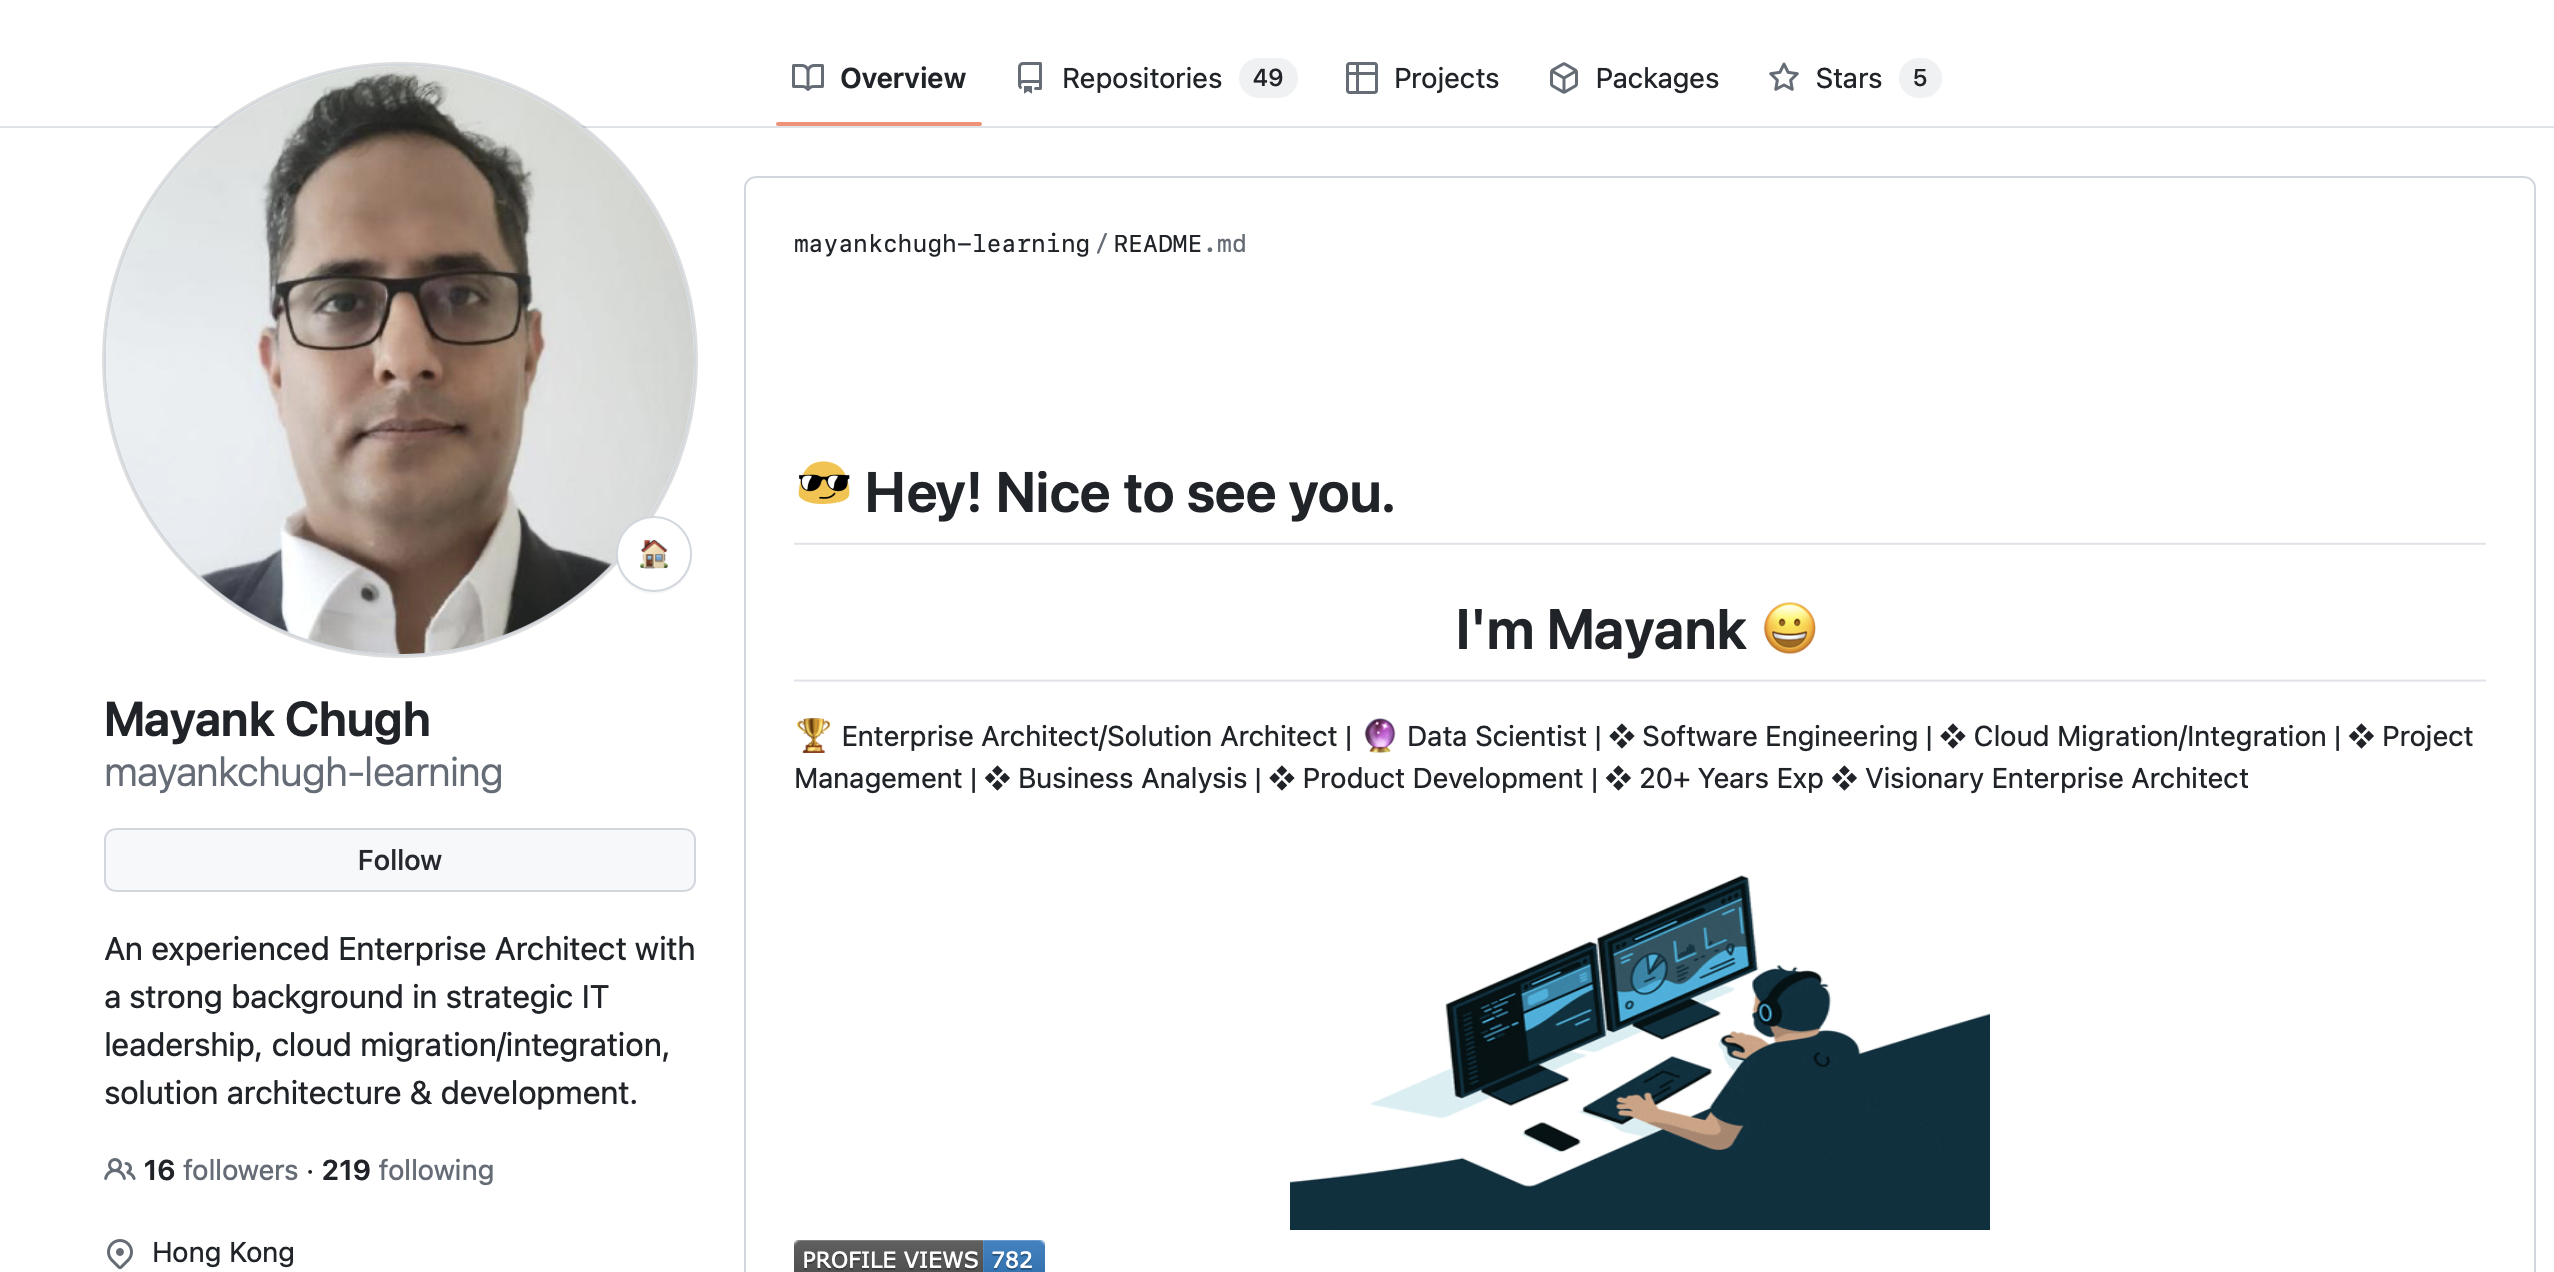 Overview
Repositories 49
Projects
Packages
Stars 5
mayankchugh-learning / README.md
😎 Hey! Nice to see you.
I'm Mayank 😀
🏆 Enterprise Architect/Solution Architect | 🔮 Data Scientist | ❖ Software Engineering | ❖ Cloud Migration/Integration | ❖ Project
Management | ❖ Business Analysis | ❖ Product Development | ❖ 20+ Years Exp ❖ Visionary Enterprise Architect
PROFILE VIEWS 782
Mayank Chugh
mayankchugh-learning
Follow
An experienced Enterprise Architect with
a strong background in strategic IT
leadership, cloud migration/integration,
solution architecture & development.
16 followers · 219 following
Hong Kong